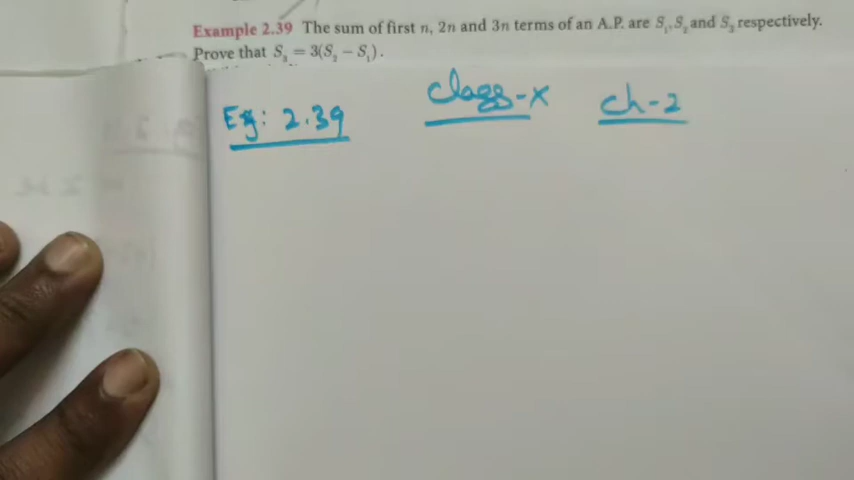 Example 2.39 The sum of first n, 2n and 3n terms of an A.P. are S₁, S₂ and S₃ respectively.
Prove that S₃ = 3(S₂ − S₁).
Eg: 2.39 Class-X Ch-2